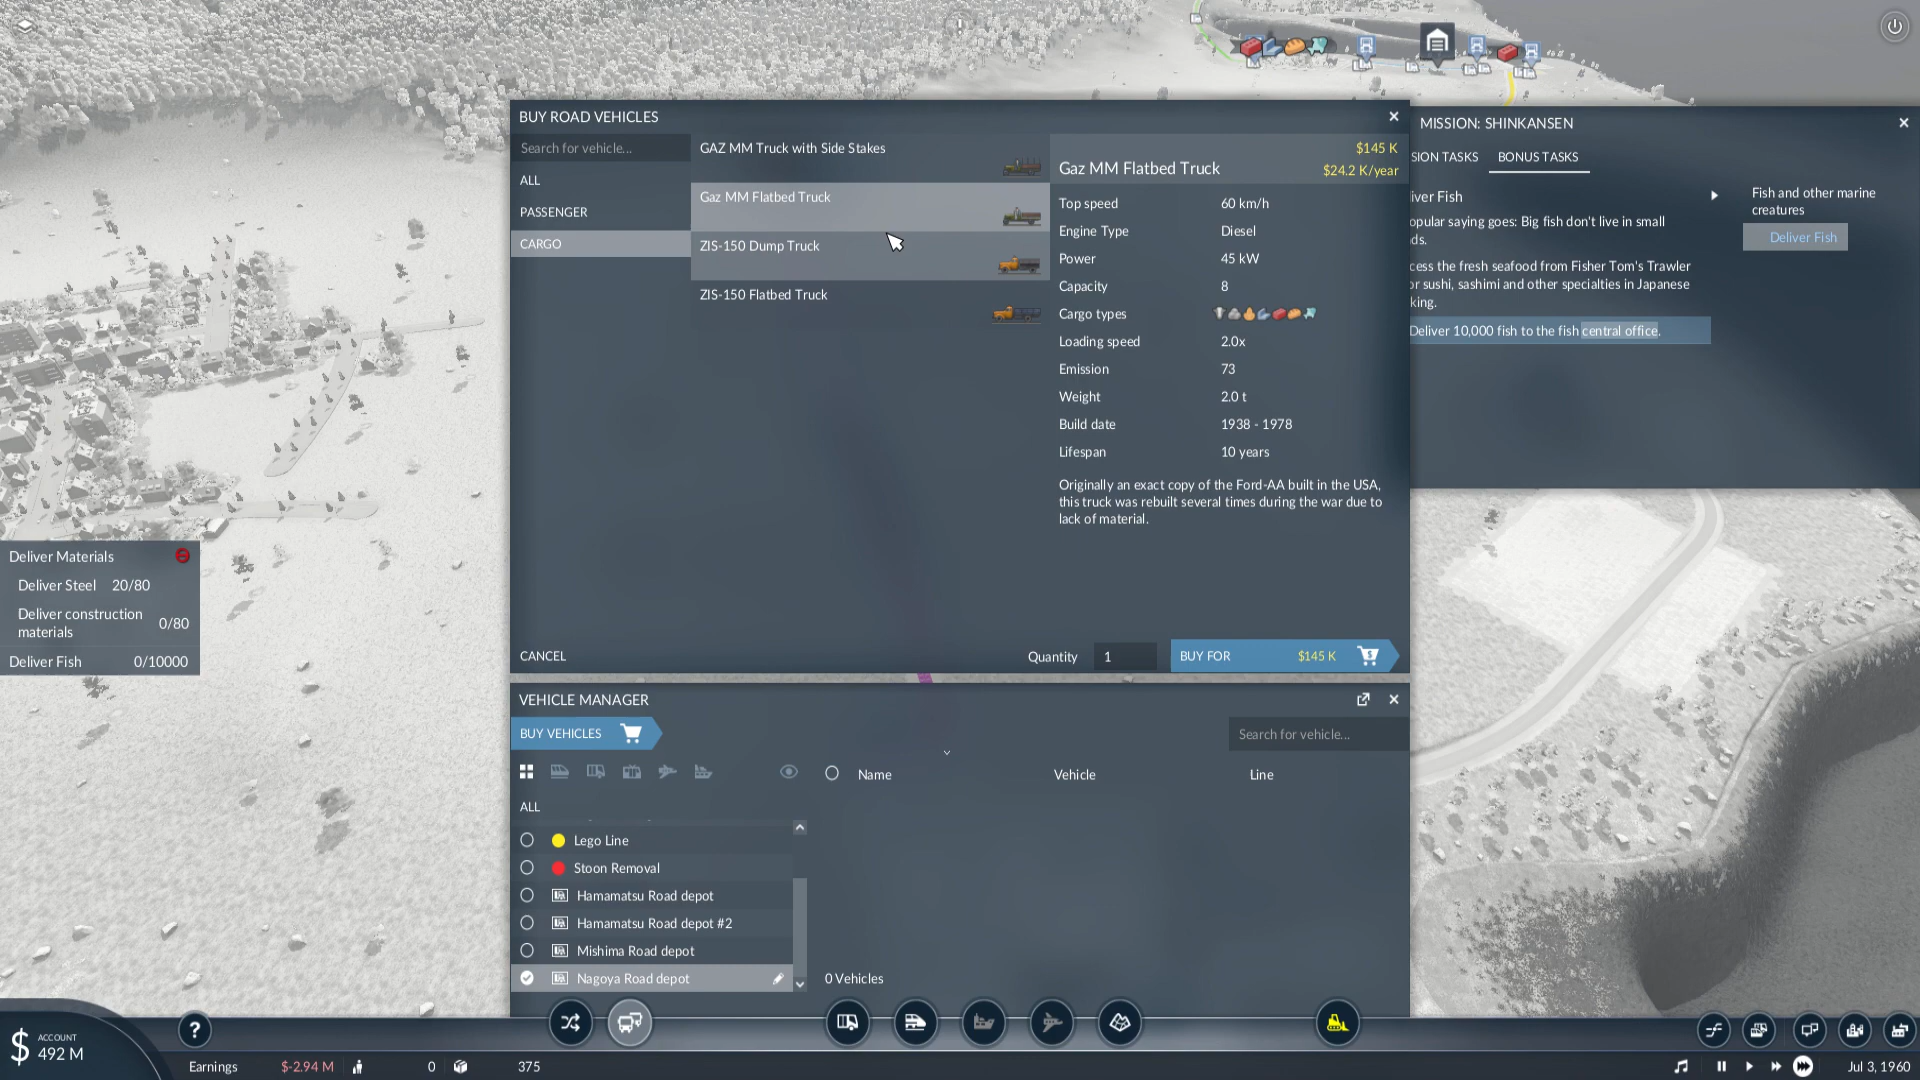 BUY ROAD VEHICLES
Search for vehicle...
ALL
PASSENGER
CARGO
GAZ MM Truck with Side Stakes
Gaz MM Flatbed Truck
ZIS-150 Dump Truck
ZIS-150 Flatbed Truck
$145 K
Gaz MM Flatbed Truck
$24.2 K/year
Top speed 60 km/h
Engine Type Diesel
Power 45 kW
Capacity 8
Cargo types
Loading speed 2.0x
Emission 73
Weight 2.0 t
Build date 1938 - 1978
Lifespan 10 years
Originally an exact copy of the Ford-AA built in the USA,
this truck was rebuilt several times during the war due to
lack of material.
CANCEL
Quantity 1
BUY FOR $145 K
MISSION: SHINKANSEN
SION TASKS BONUS TASKS
iver Fish
opular saying goes: Big fish don't live in small
ds.
cess the fresh seafood from Fisher Tom's Trawler
or sushi, sashimi and other specialties in Japanese
king.
Deliver 10,000 fish to the fish central office.
Fish and other marine
creatures
Deliver Fish
Deliver Materials
Deliver Steel 20/80
Deliver construction
materials 0/80
Deliver Fish 0/10000
VEHICLE MANAGER
BUY VEHICLES
Search for vehicle...
Name Vehicle Line
ALL
Lego Line
Stoon Removal
Hamamatsu Road depot
Hamamatsu Road depot #2
Mishima Road depot
Nagoya Road depot
0 Vehicles
$ ACCOUNT
492 M
?
Earnings $-2.94 M 0 375
Jul 3, 1960